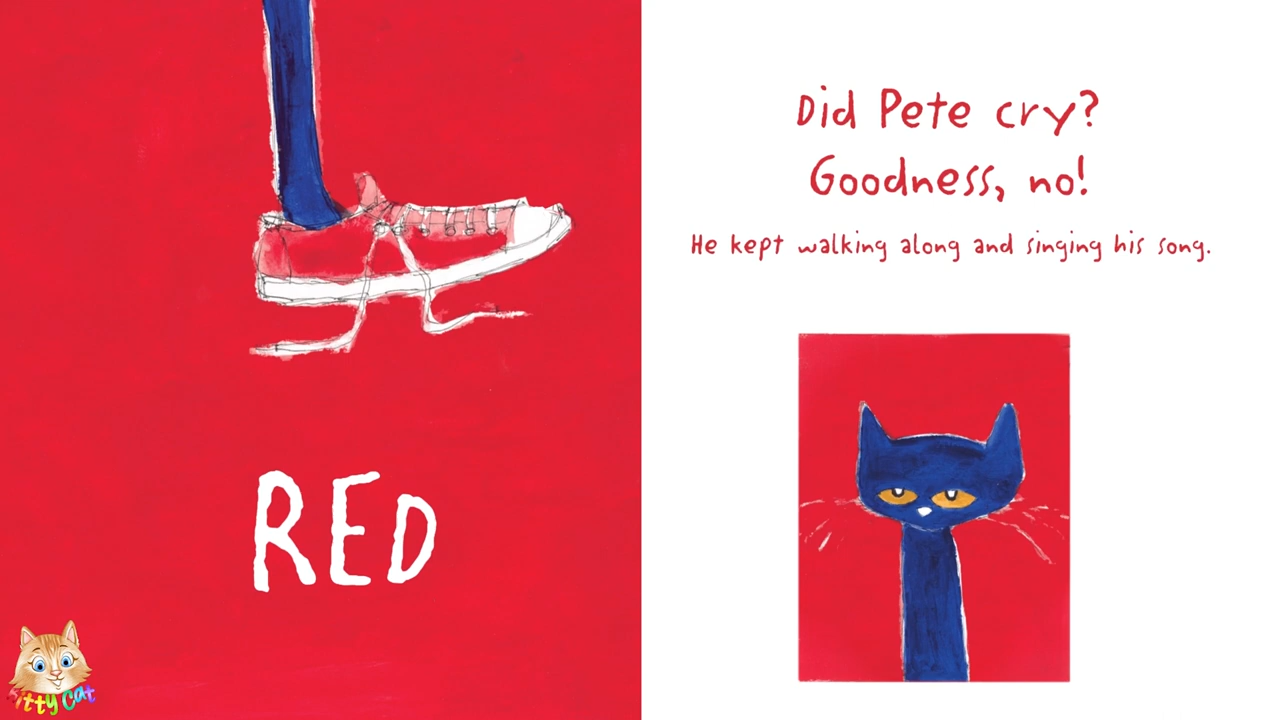 RED
Did Pete cry?
Goodness, no!
He kept walking along and singing his song.
Kitty Cat